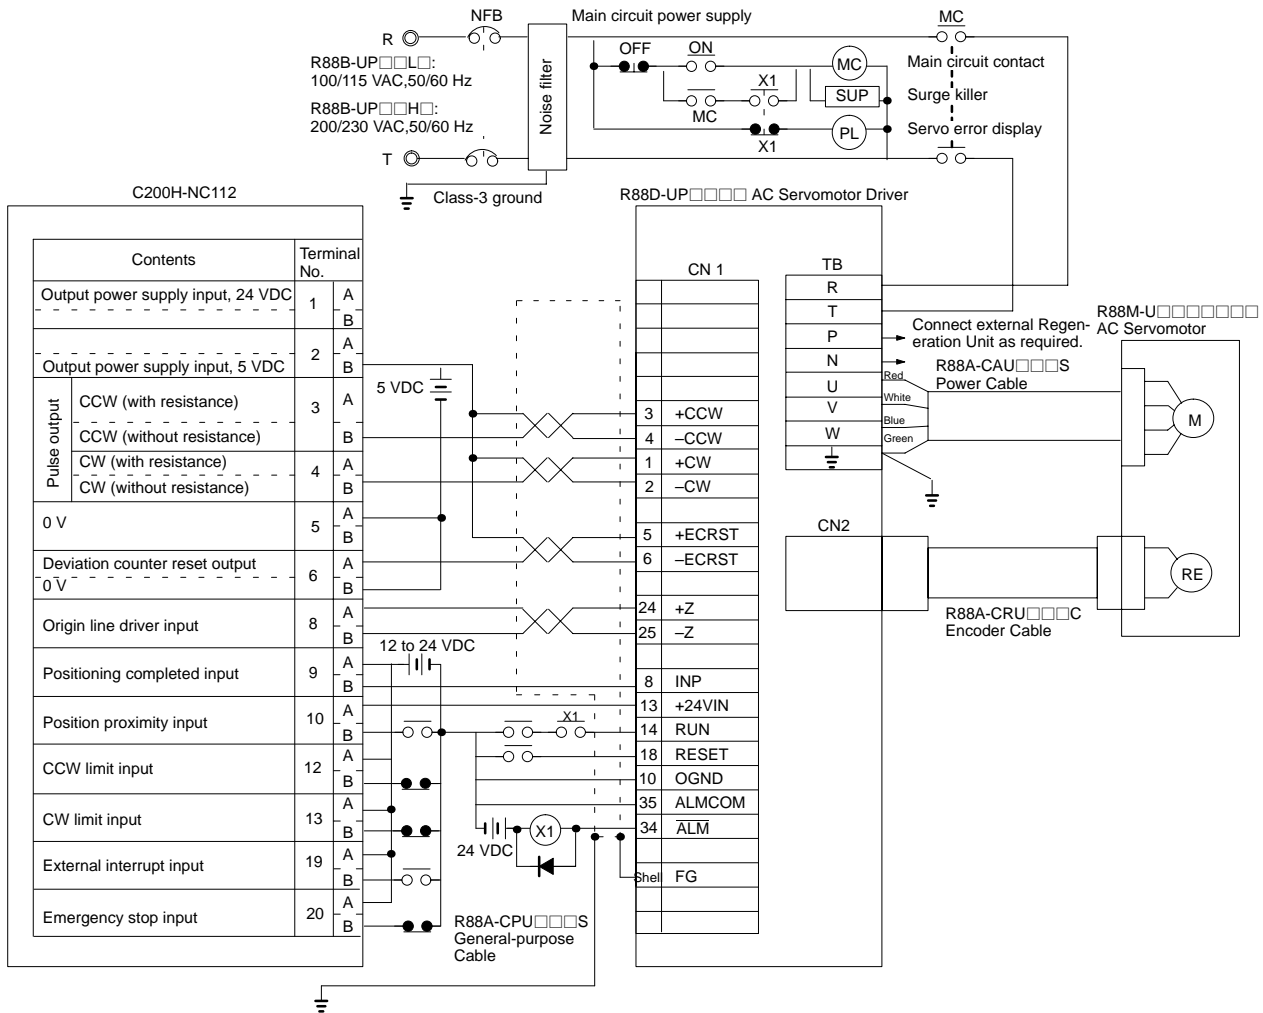 NFB
Main circuit power supply
MC
R
OFF
ON
MC
Main circuit contact
R88B-UP□□L□:
100/115 VAC,50/60 Hz
X1
SUP
Surge killer
MC
R88B-UP□□H□:
200/230 VAC,50/60 Hz
Noise filter
PL
Servo error display
X1
T
Class-3 ground
C200H-NC112
R88D-UP□□□□ AC Servomotor Driver
Contents
Terminal
No.
Output power supply input, 24 VDC
1
A
B
2
A
Output power supply input, 5 VDC
B
Pulse output
CCW (with resistance)
3
A
CCW (without resistance)
B
CW (with resistance)
4
A
CW (without resistance)
B
0 V
5
A
B
Deviation counter reset output
6
A
0 V
B
Origin line driver input
8
A
B
Positioning completed input
9
A
B
Position proximity input
10
A
B
CCW limit input
12
A
B
CW limit input
13
A
B
External interrupt input
19
A
B
Emergency stop input
20
A
B
5 VDC
12 to 24 VDC
X1
X1
24 VDC
R88A-CPU□□□S
General-purpose
Cable
CN 1
3 +CCW
4 –CCW
1 +CW
2 –CW
5 +ECRST
6 –ECRST
24 +Z
25 –Z
8 INP
13 +24VIN
14 RUN
18 RESET
10 OGND
35 ALMCOM
34 ALM
Shell FG
TB
R
T
P
N
U
V
W
Red
White
Blue
Green
Connect external Regen-
eration Unit as required.
R88A-CAU□□□S
Power Cable
R88M-U□□□□□□□
AC Servomotor
M
CN2
RE
R88A-CRU□□□C
Encoder Cable